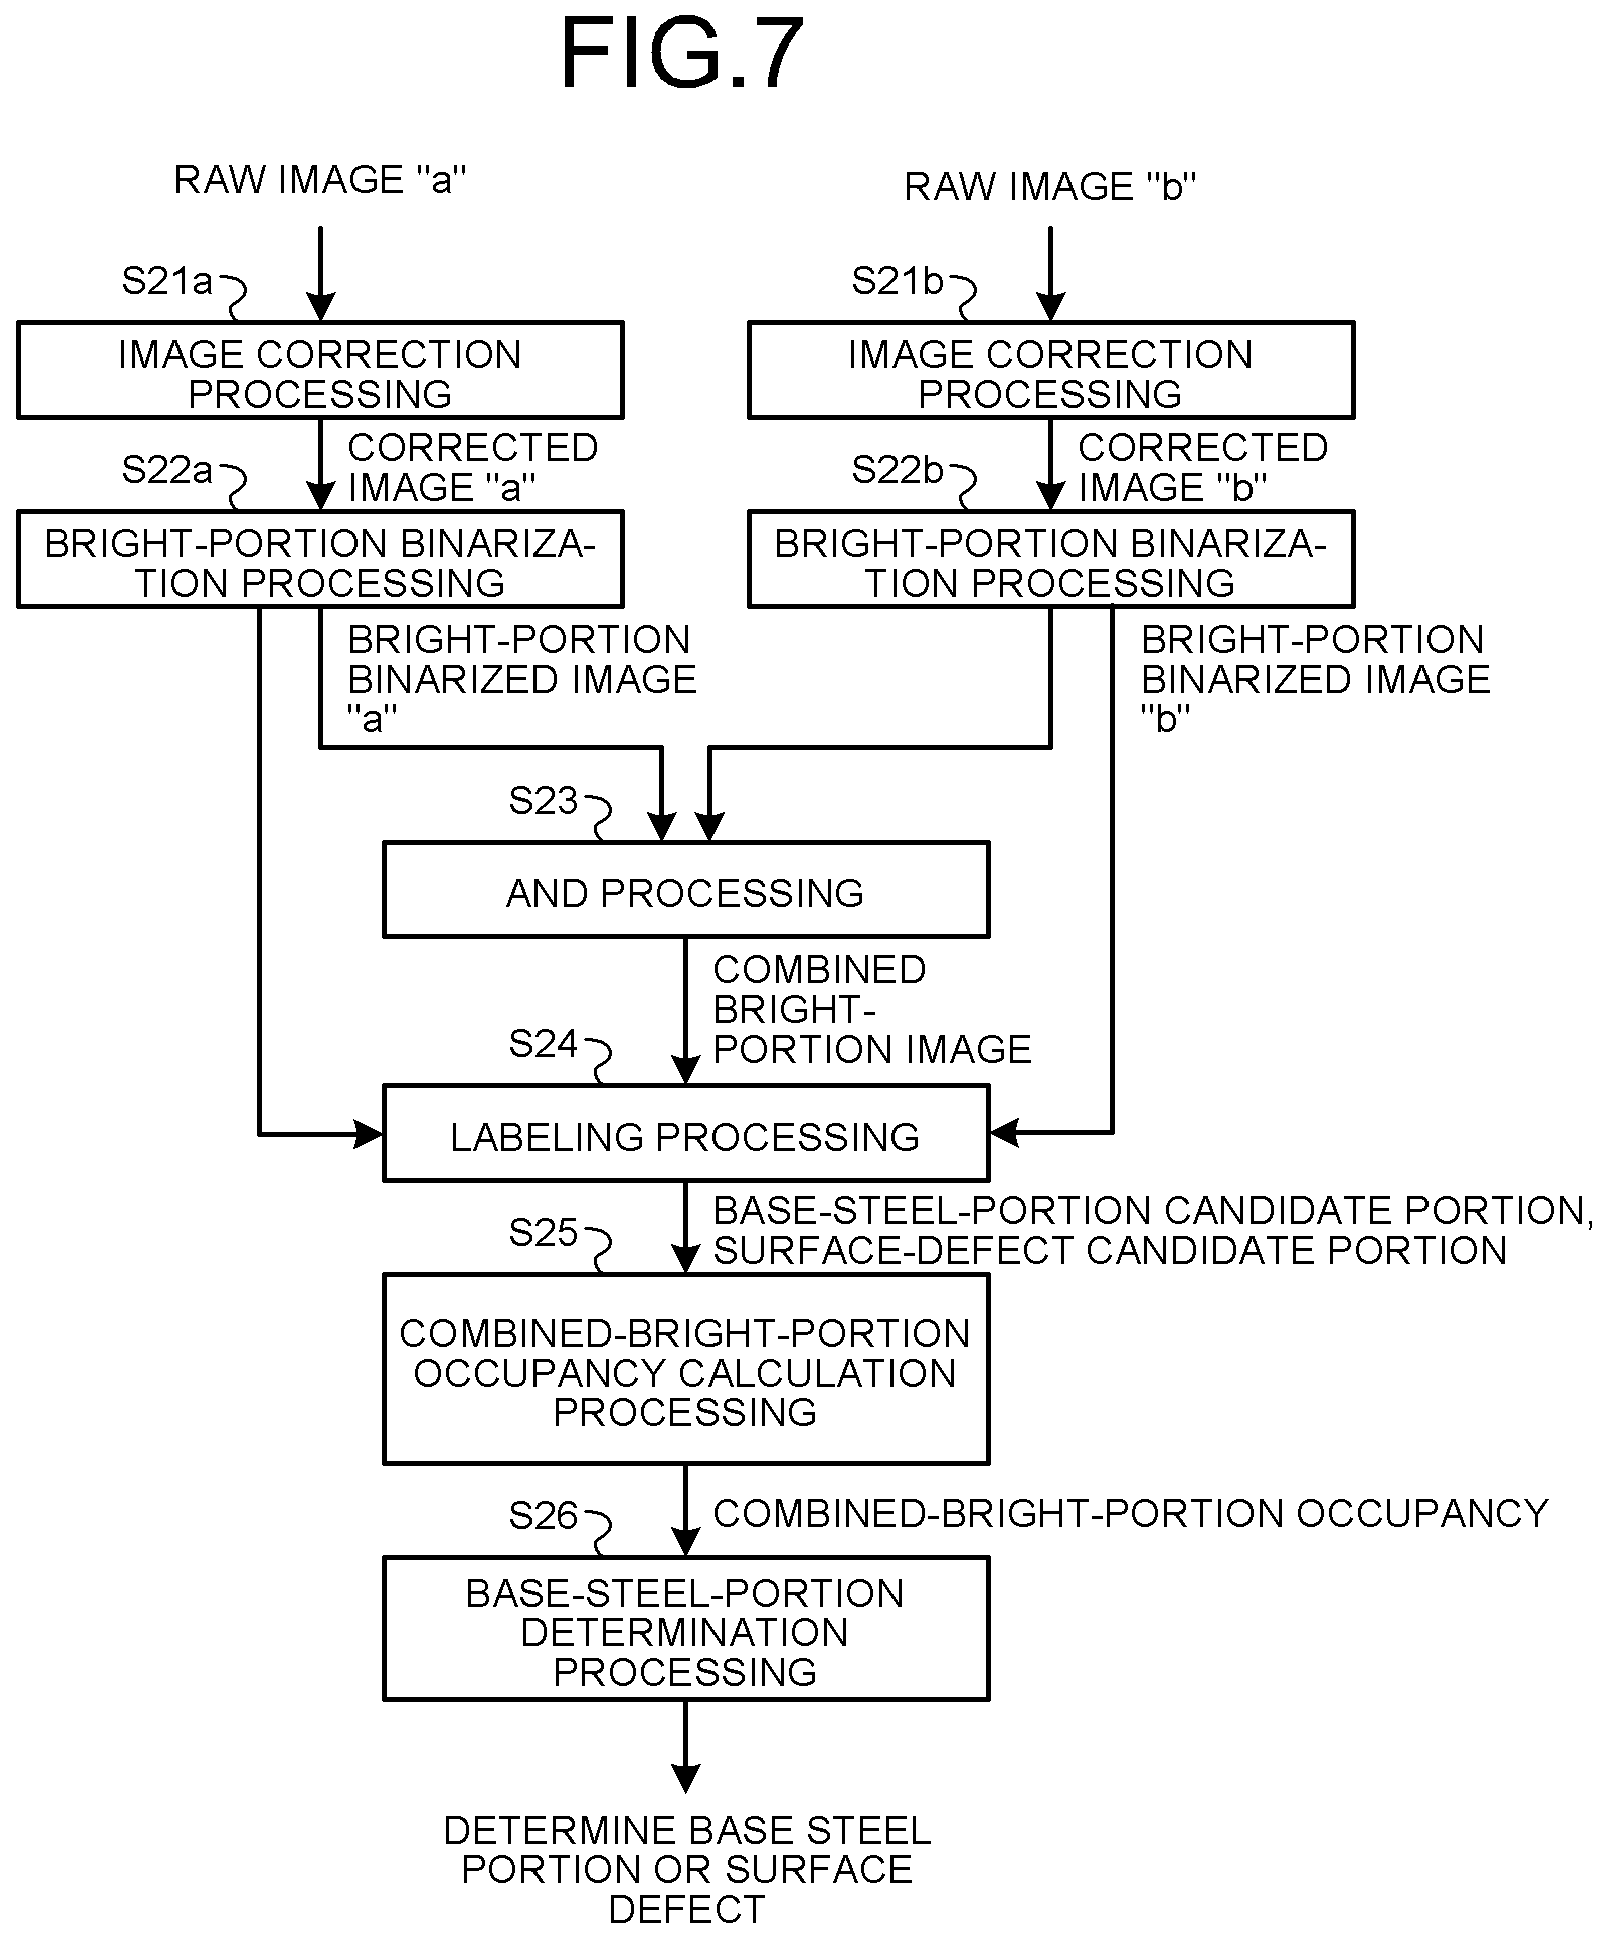 FIG.7
RAW IMAGE "a"
RAW IMAGE "b"
S21a
S21b
IMAGE CORRECTION
PROCESSING
IMAGE CORRECTION
PROCESSING
S22a
CORRECTED
IMAGE "a"
S22b
CORRECTED
IMAGE "b"
BRIGHT-PORTION BINARIZA-
TION PROCESSING
BRIGHT-PORTION BINARIZA-
TION PROCESSING
BRIGHT-PORTION
BINARIZED IMAGE
"a"
BRIGHT-PORTION
BINARIZED IMAGE
"b"
S23
AND PROCESSING
COMBINED
BRIGHT-
PORTION IMAGE
S24
LABELING PROCESSING
BASE-STEEL-PORTION CANDIDATE PORTION,
SURFACE-DEFECT CANDIDATE PORTION
S25
COMBINED-BRIGHT-PORTION
OCCUPANCY CALCULATION
PROCESSING
S26
COMBINED-BRIGHT-PORTION OCCUPANCY
BASE-STEEL-PORTION
DETERMINATION
PROCESSING
DETERMINE BASE STEEL
PORTION OR SURFACE
DEFECT